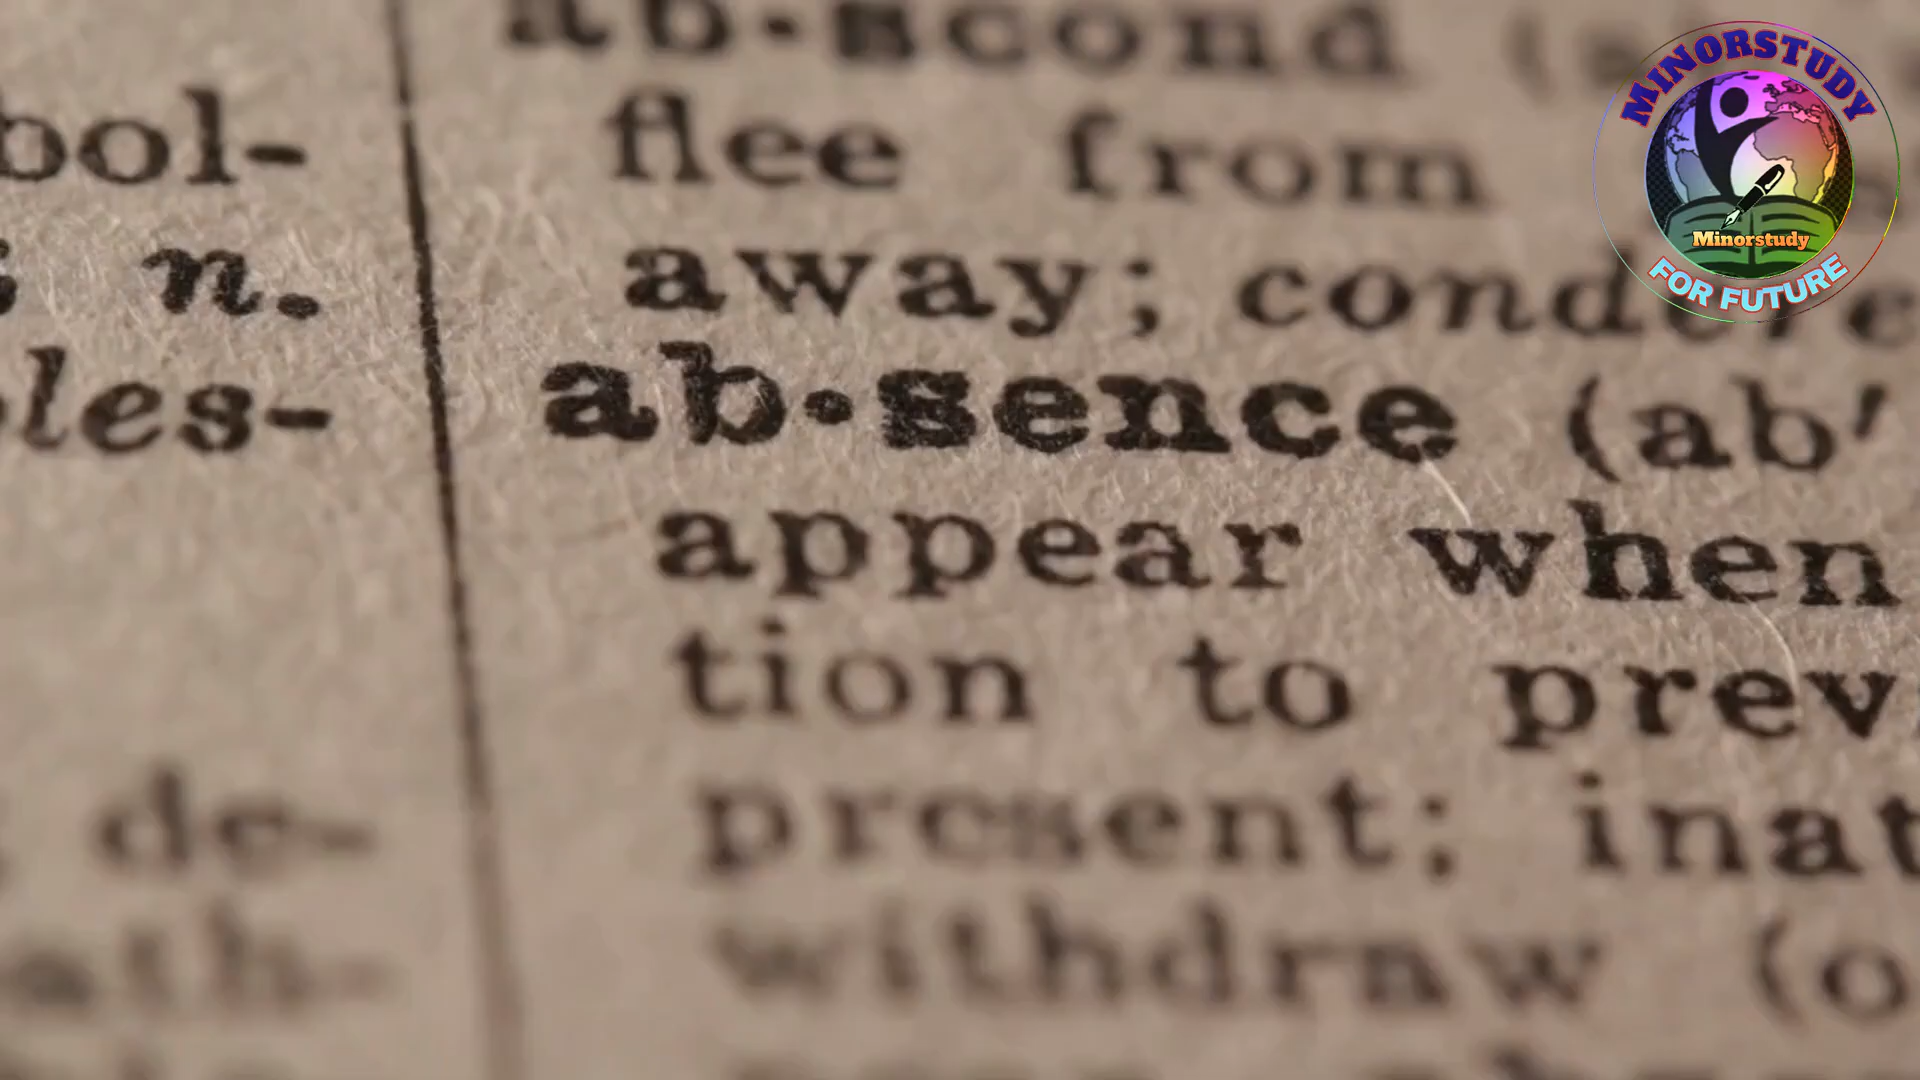 bol-
n.
les-
de-
ab·scond
flee from
away; condere
ab·sence (ab'
appear when
tion to prev
present; inat
withdraw (o
MINORSTUDY
Minorstudy
FOR FUTURE